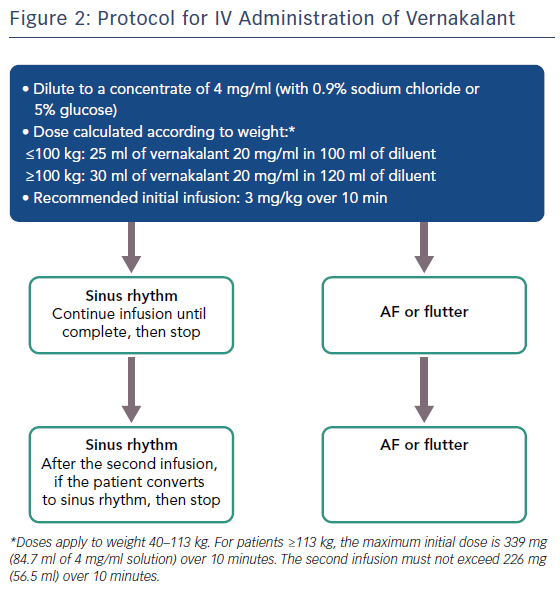 Figure 2: Protocol for IV Administration of Vernakalant
• Dilute to a concentrate of 4 mg/ml (with 0.9% sodium chloride or
5% glucose)
• Dose calculated according to weight:*
≤100 kg: 25 ml of vernakalant 20 mg/ml in 100 ml of diluent
≥100 kg: 30 ml of vernakalant 20 mg/ml in 120 ml of diluent
• Recommended initial infusion: 3 mg/kg over 10 min
Sinus rhythm
Continue infusion until
complete, then stop
AF or flutter
Sinus rhythm
After the second infusion,
if the patient converts
to sinus rhythm, then stop
AF or flutter
*Doses apply to weight 40–113 kg. For patients ≥113 kg, the maximum initial dose is 339 mg
(84.7 ml of 4 mg/ml solution) over 10 minutes. The second infusion must not exceed 226 mg
(56.5 ml) over 10 minutes.